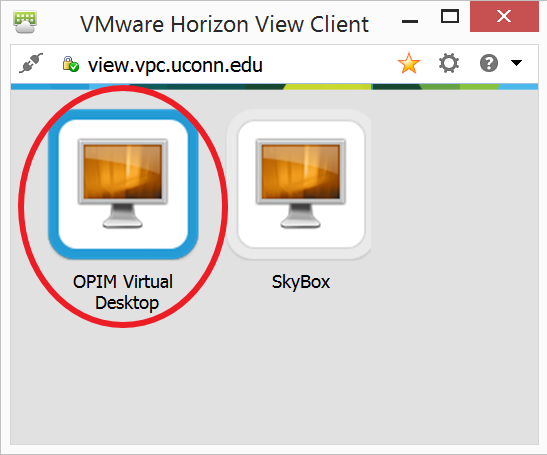 VMware Horizon View Client
view.vpc.uconn.edu
OPIM Virtual
Desktop
SkyBox